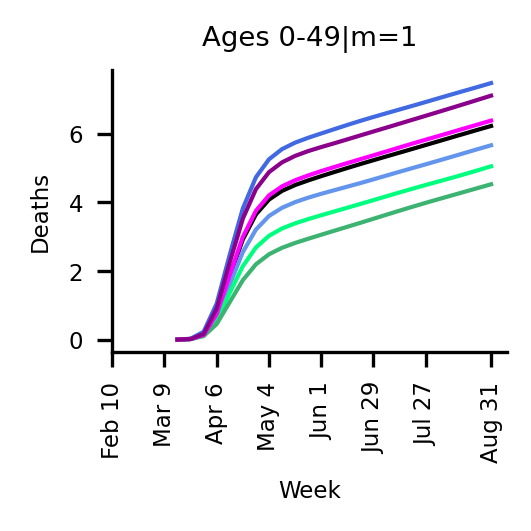 Ages 0-49|m=1
Deaths
6
4
2
0
Feb 10
Mar 9
Apr 6
May 4
Jun 1
Jun 29
Jul 27
Aug 31
Week